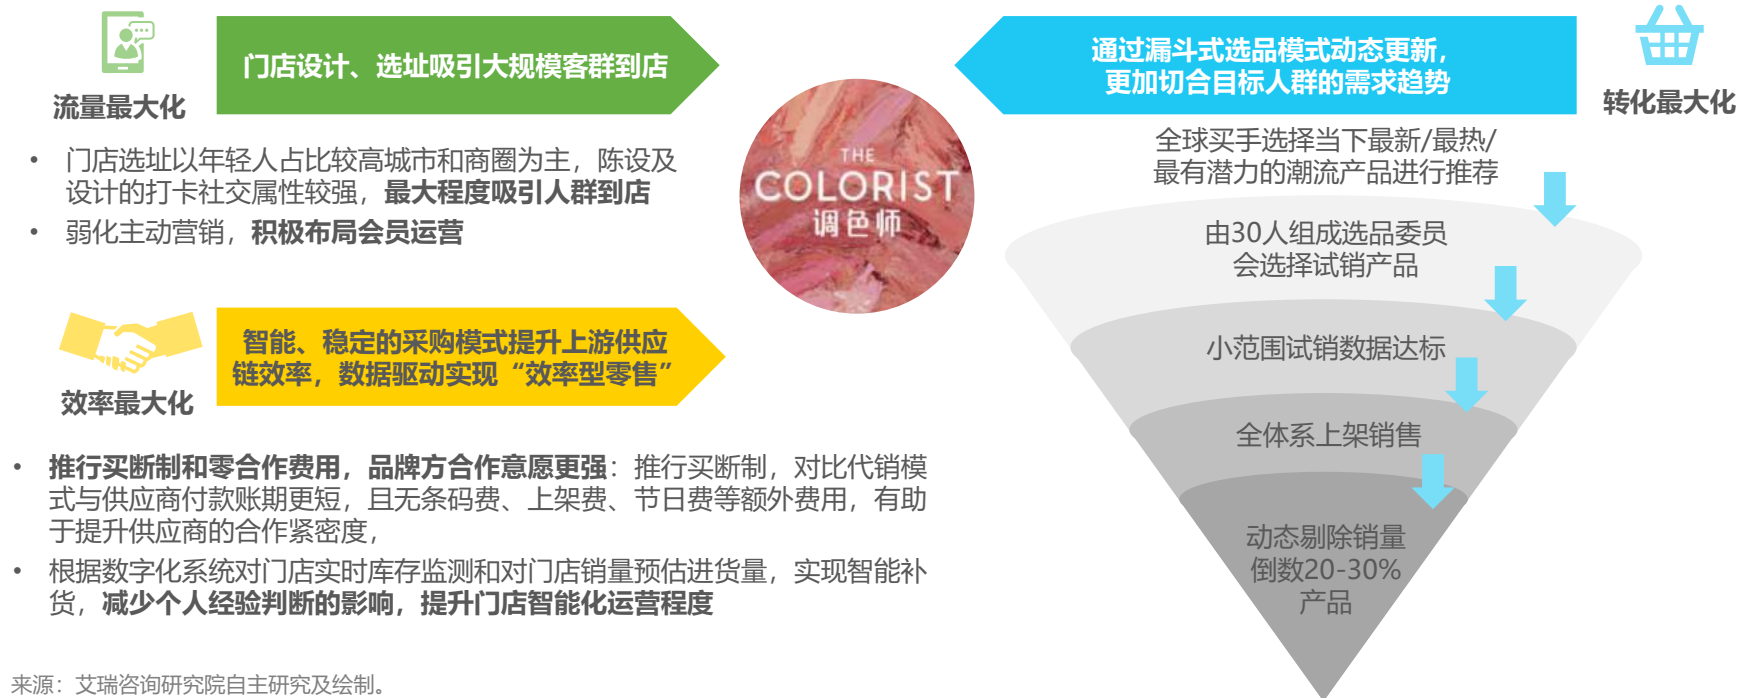 流量最大化
门店设计、选址吸引大规模客群到店
• 门店选址以年轻人占比较高城市和商圈为主，陈设及
设计的打卡社交属性较强，最大程度吸引人群到店
• 弱化主动营销，积极布局会员运营
效率最大化
智能、稳定的采购模式提升上游供应
链效率，数据驱动实现“效率型零售”
• 推行买断制和零合作费用，品牌方合作意愿更强：推行买断制，对比代销模
式与供应商付款账期更短，且无条码费、上架费、节日费等额外费用，有助
于提升供应商的合作紧密度，
• 根据数字化系统对门店实时库存监测和对门店销量预估进货量，实现智能补
货，减少个人经验判断的影响，提升门店智能化运营程度
THE
COLORIST
调色师
通过漏斗式选品模式动态更新，
更加切合目标人群的需求趋势
转化最大化
全球买手选择当下最新/最热/
最有潜力的潮流产品进行推荐
由30人组成选品委员
会选择试销产品
小范围试销数据达标
全体系上架销售
动态剔除销量
倒数20-30%
产品
来源：艾瑞咨询研究院自主研究及绘制。